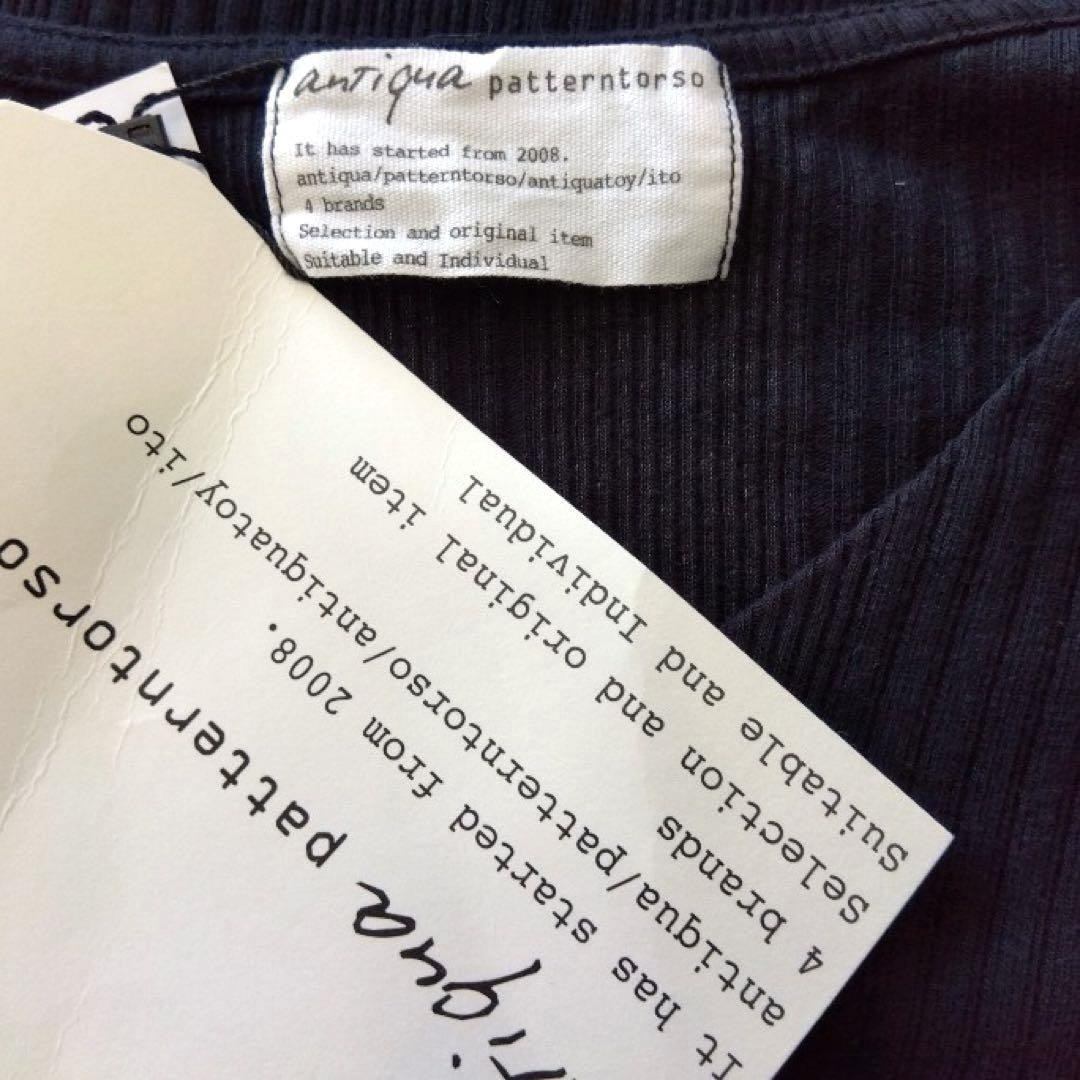 antiqua patterntorso
It has started from 2008.
antiqua/patterntorso/antiquatoy/ito
4 brands
Selection and original item
Suitable and Individual
patterntorso
It has started from 2008.
antiqua/patterntorso/antiquatoy/ito
4 brands
Selection and original item
Suitable and Individual